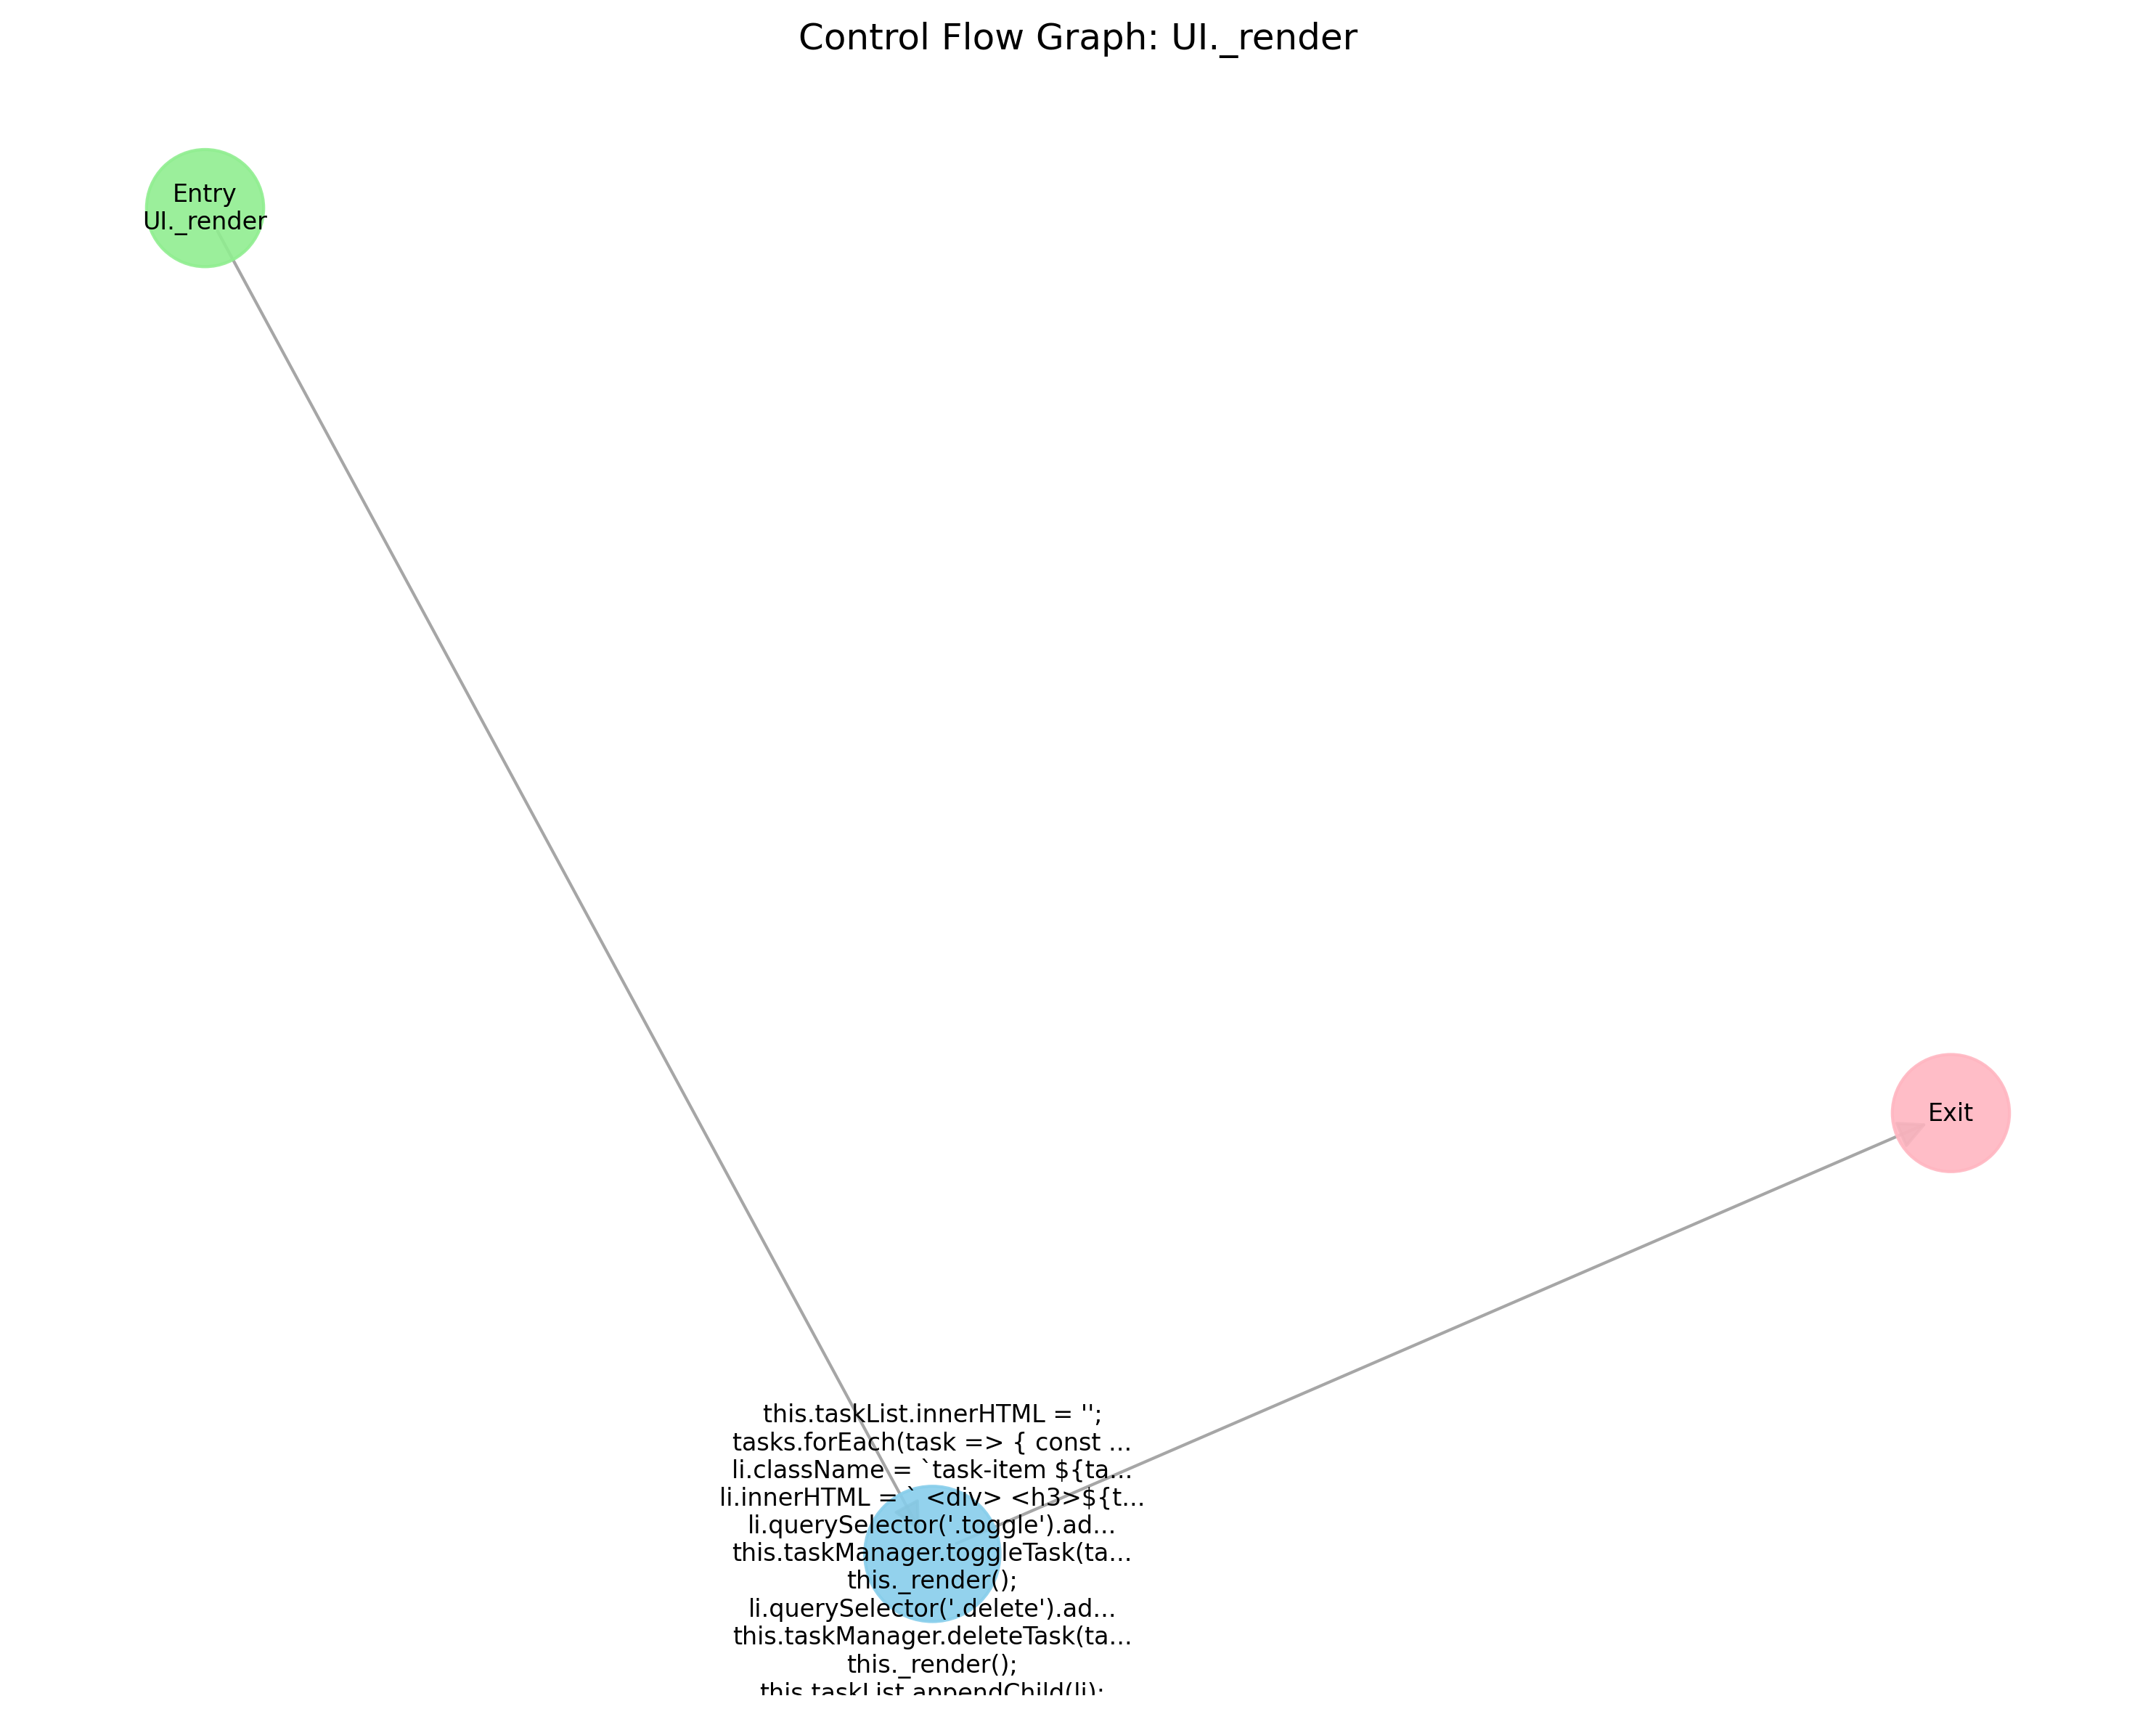 Control Flow Graph: UI._render
Entry
UI._render
Exit
this.taskList.innerHTML = '';
tasks.forEach(task => { const ...
li.className = `task-item ${ta...
li.innerHTML = ` <div> <h3>${t...
li.querySelector('.toggle').ad...
this.taskManager.toggleTask(ta...
this._render();
li.querySelector('.delete').ad...
this.taskManager.deleteTask(ta...
this._render();
this.taskList.appendChild(li);